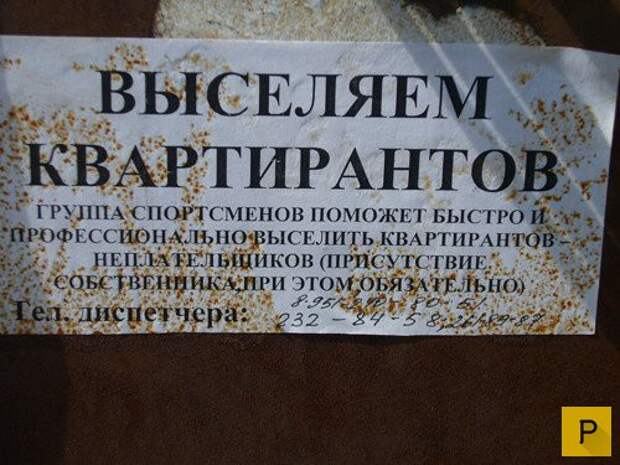 ВЫСЕЛЯЕМ
КВАРТИРАНТОВ
ГРУППА СПОРТСМЕНОВ ПОМОЖЕТ БЫСТРО И
ПРОФЕССИОНАЛЬНО ВЫСЕЛИТЬ КВАРТИРАНТОВ –
НЕПЛАТЕЛЬЩИКОВ (ПРИСУТСТВИЕ
СОБСТВЕННИКА ПРИ ЭТОМ ОБЯЗАТЕЛЬНО)
Тел. диспетчера:
232 – 84 – 58
P